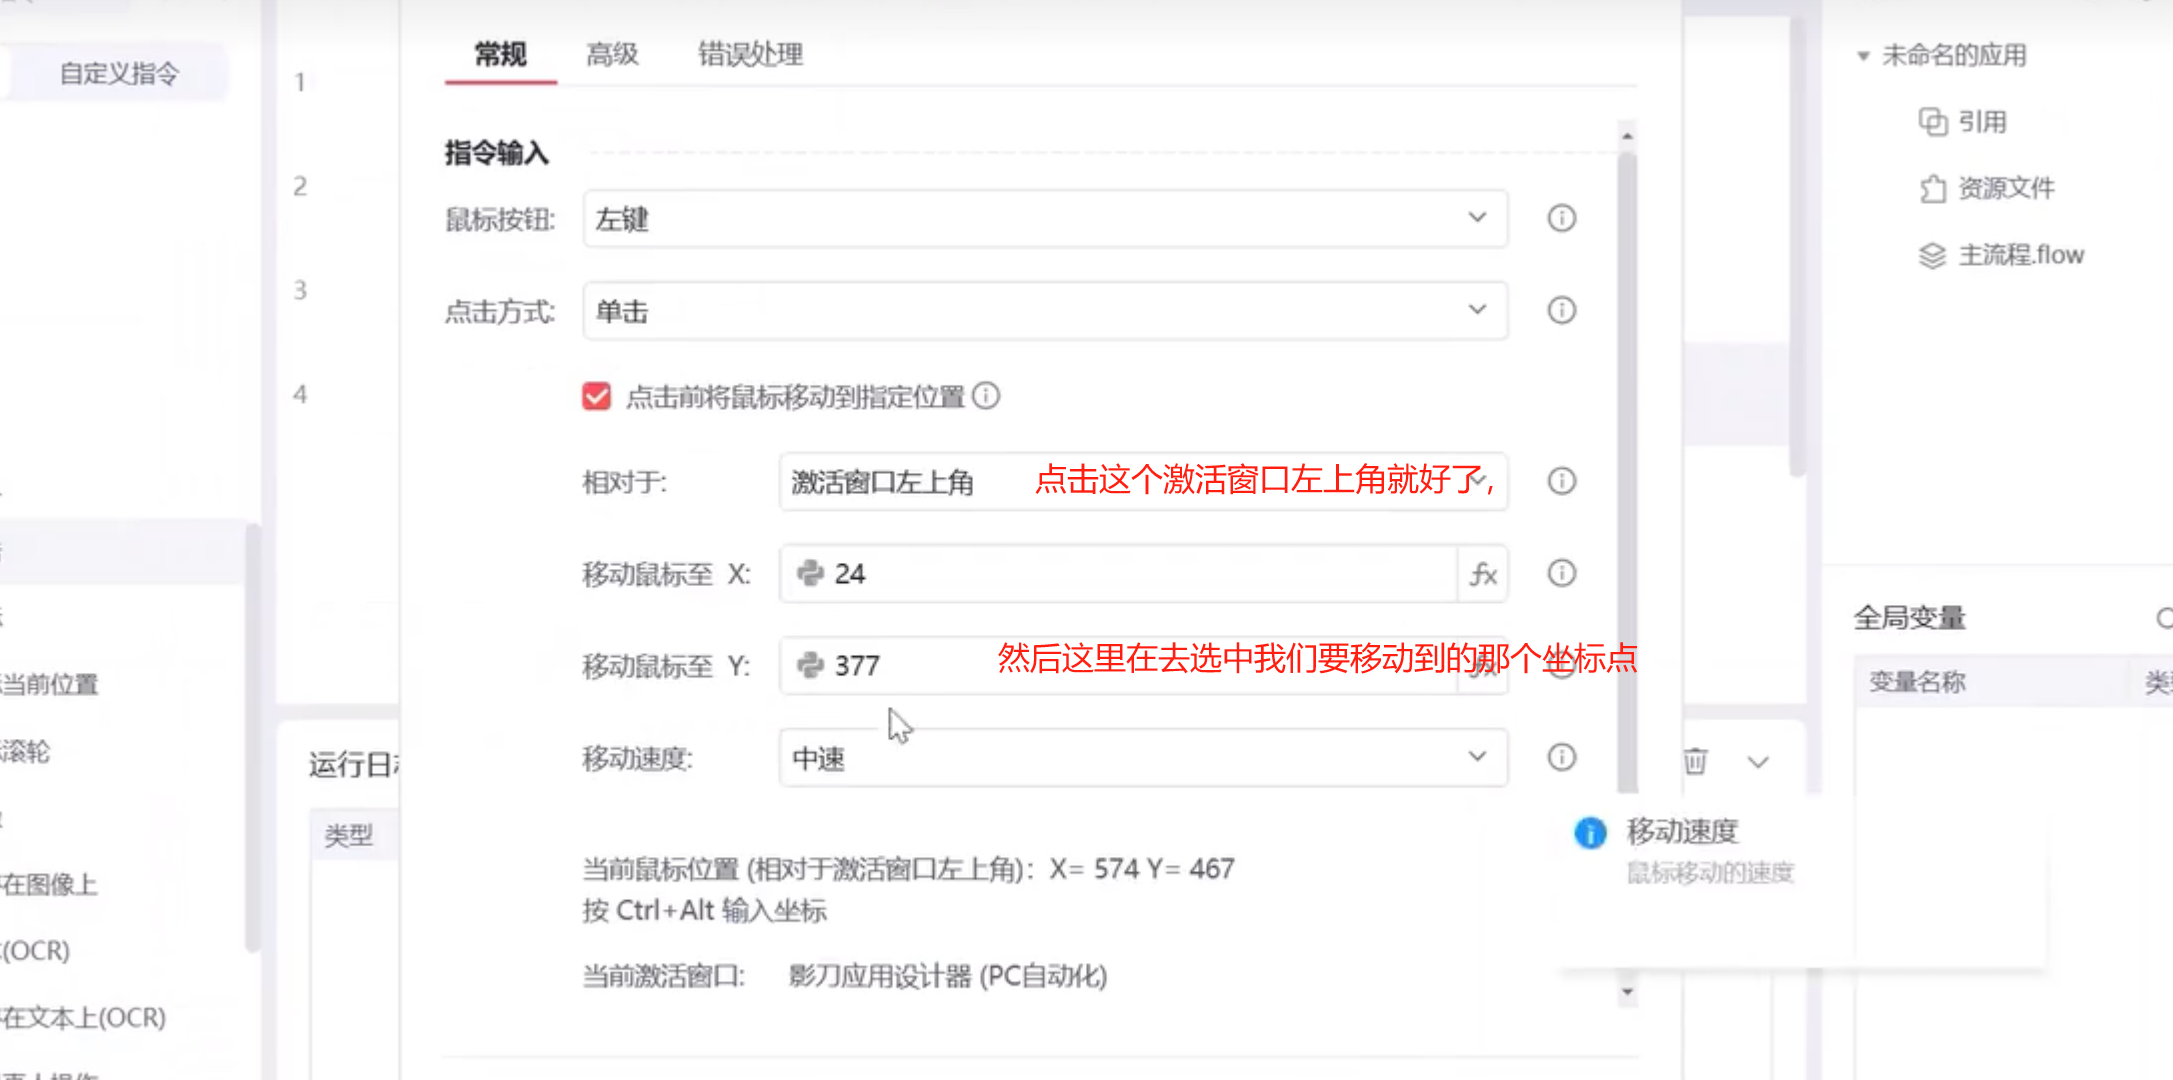 自定义指令
1
2
3
4
常规 高级 错误处理
指令输入
鼠标按钮: 左键
点击方式: 单击
点击前将鼠标移动到指定位置
相对于: 激活窗口左上角 点击这个激活窗口左上角就好了,
移动鼠标至 X: 24 fx
移动鼠标至 Y: 377 然后这里在去选中我们要移动到的那个坐标点
移动速度: 中速
当前鼠标位置 (相对于激活窗口左上角): X= 574 Y= 467
按 Ctrl+Alt 输入坐标
当前激活窗口: 影刀应用设计器 (PC自动化)
未命名的应用
引用
资源文件
主流程.flow
全局变量
变量名称 类
移动速度
鼠标移动的速度
运行日
类型
当前位置
滚轮
在图像上
(OCR)
在文本上(OCR)